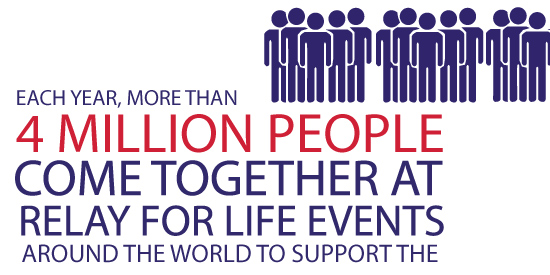 EACH YEAR, MORE THAN
4 MILLION PEOPLE
COME TOGETHER AT
RELAY FOR LIFE EVENTS
AROUND THE WORLD TO SUPPORT THE